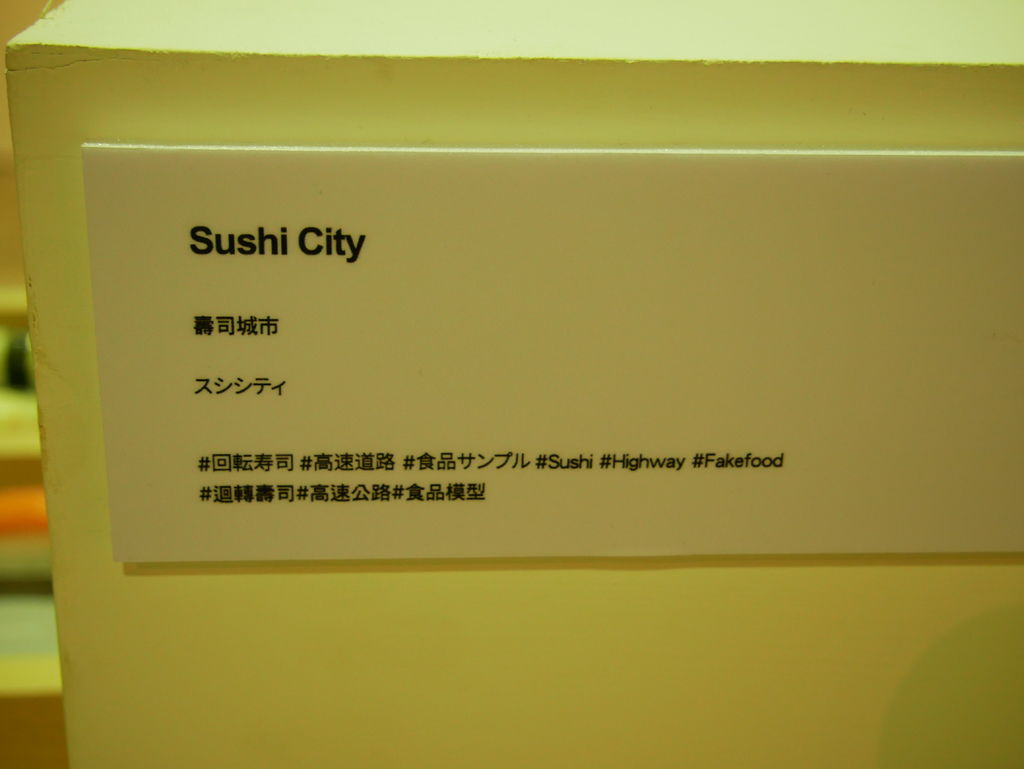 Sushi City
壽司城市
スシシティ
#回転寿司 #高速道路 #食品サンプル #Sushi #Highway #Fakefood
#迴轉壽司#高速公路#食品模型